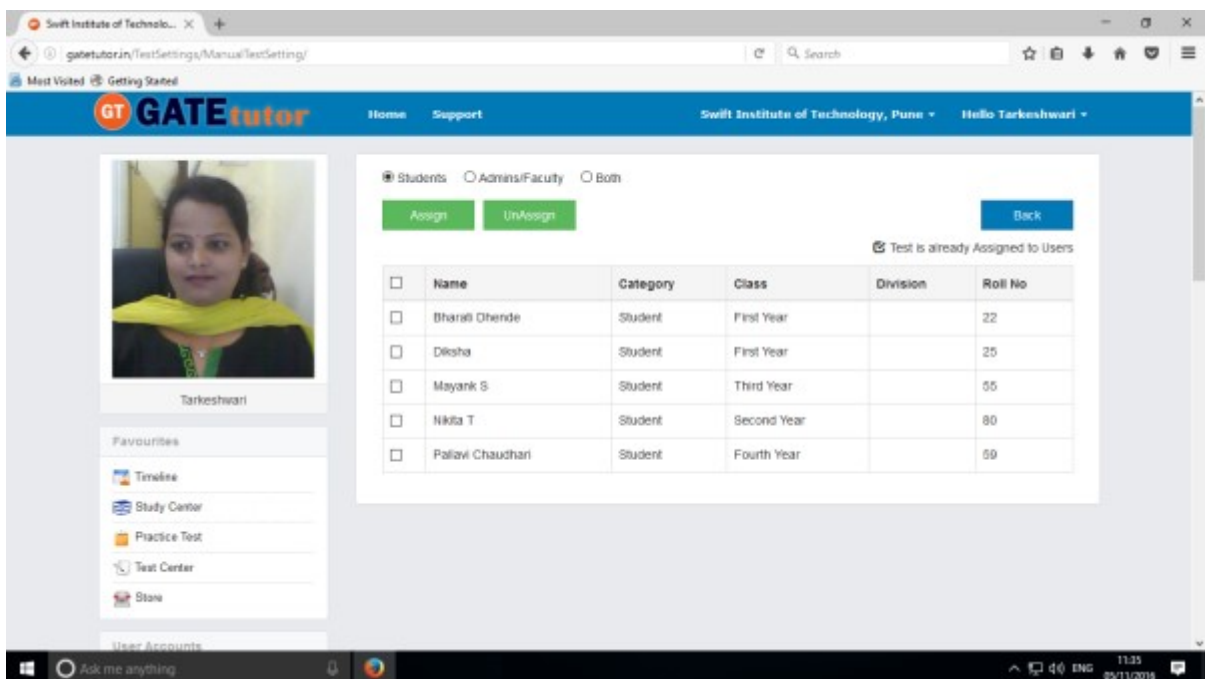 Swift Institute of Technolo...
gatetutor.in/TestSettings/ManualTestSetting/
Search
Most Visited Getting Started
GT GATEtutor Home Support Swift Institute of Technology, Pune Hello Tarkeshwari
Students Admins/Faculty Both
Assign UnAssign Back
Test is already Assigned to Users
Name Category Class Division Roll No
Bharati Dhende Student First Year 22
Diksha Student First Year 25
Mayank S Student Third Year 55
Nikita T Student Second Year 80
Pallavi Chaudhari Student Fourth Year 59
Tarkeshwari
Favourites
Timeline
Study Center
Practice Test
Test Center
Store
User Accounts
Ask me anything
ENG 11:35
05/11/2016